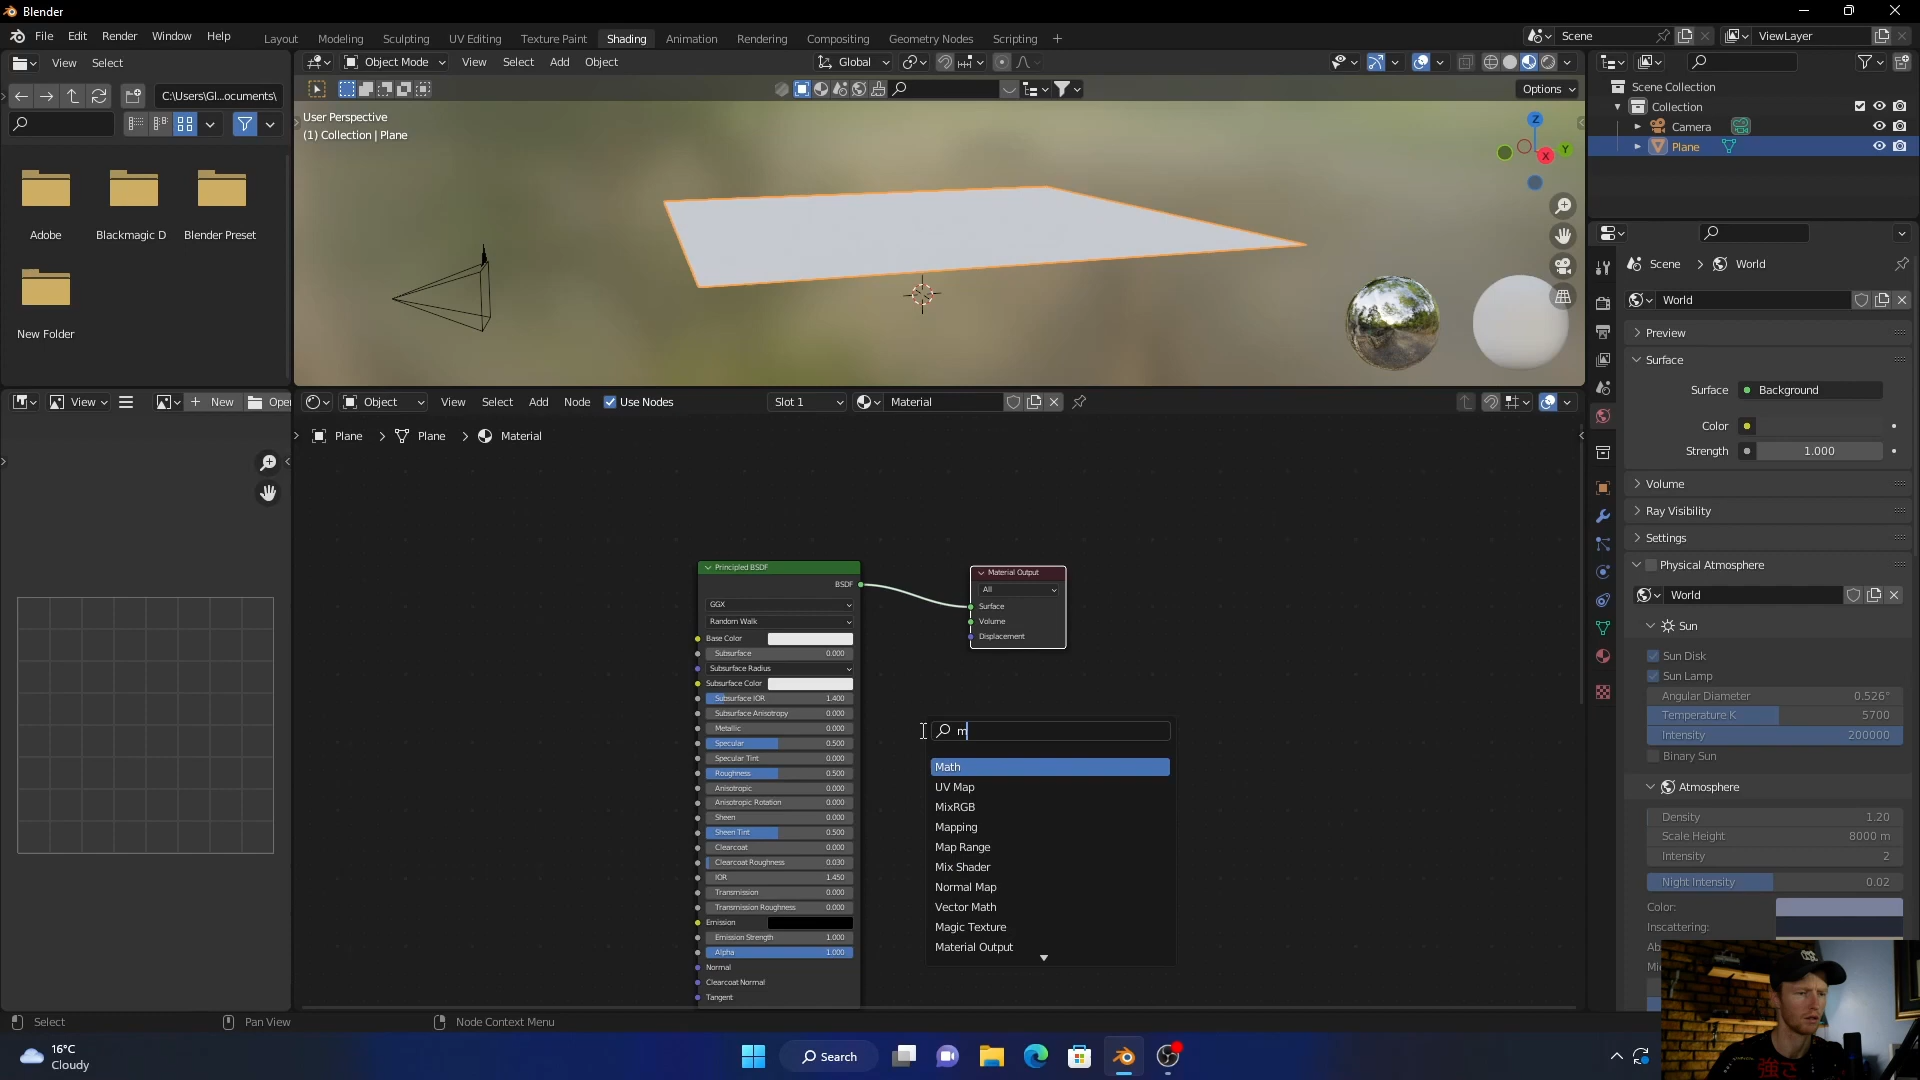 Blender
File Edit Render Window Help
Layout Modeling Sculpting UV Editing Texture Paint Shading Animation Rendering Compositing Geometry Nodes Scripting +
Scene
ViewLayer
View Select
Object Mode View Select Add Object
Global
C:\Users\Gl...ocuments\
Options
User Perspective
(1) Collection | Plane
Z
Y
X
Adobe
Blackmagic D
Blender Preset
New Folder
Scene Collection
Collection
Camera
Plane
Scene > World
World
Preview
Surface
Surface Background
Color
Strength 1.000
Volume
Ray Visibility
Settings
Physical Atmosphere
World
Sun
Sun Disk
Sun Lamp
Angular Diameter 0.526°
Temperature K 5700
Intensity 200000
Binary Sun
Atmosphere
Density 1.20
Scale Height 8000 m
Intensity 2
Night Intensity 0.02
Color:
Inscattering:
View
New
Open
Object View Select Add Node Use Nodes
Slot 1
Material
Plane > Plane > Material
Principled BSDF
BSDF
GGX
Random Walk
Base Color
Subsurface 0.000
Subsurface Radius
Subsurface Color
Subsurface IOR 1.400
Subsurface Anisotropy 0.000
Metallic 0.000
Specular 0.500
Specular Tint 0.000
Roughness 0.500
Anisotropic 0.000
Anisotropic Rotation 0.000
Sheen 0.000
Sheen Tint 0.500
Clearcoat 0.000
Clearcoat Roughness 0.030
IOR 1.450
Transmission 0.000
Transmission Roughness 0.000
Emission
Emission Strength 1.000
Alpha 1.000
Normal
Clearcoat Normal
Tangent
Material Output
All
Surface
Volume
Displacement
m
Math
UV Map
MixRGB
Mapping
Map Range
Mix Shader
Normal Map
Vector Math
Magic Texture
Material Output
Select
Pan View
Node Context Menu
16°C
Cloudy
Search